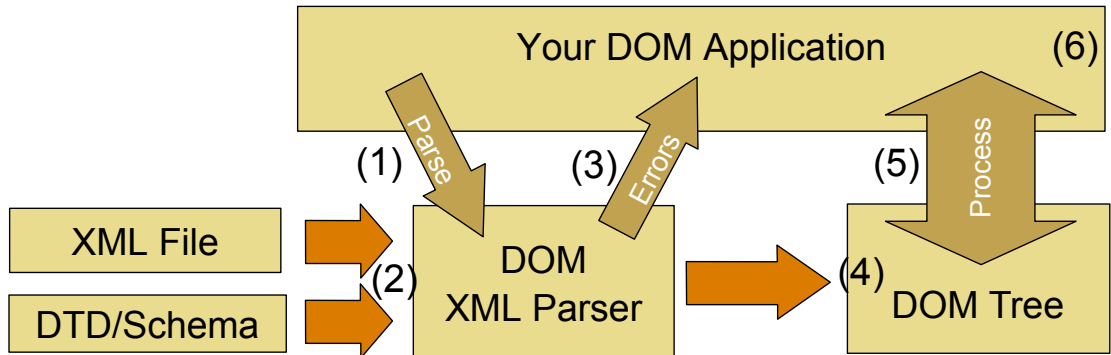 Your DOM Application
(6)
(1)
Parse
(3)
Errors
(5)
Process
XML File
DTD/Schema
(2)
DOM
XML Parser
(4)
DOM Tree